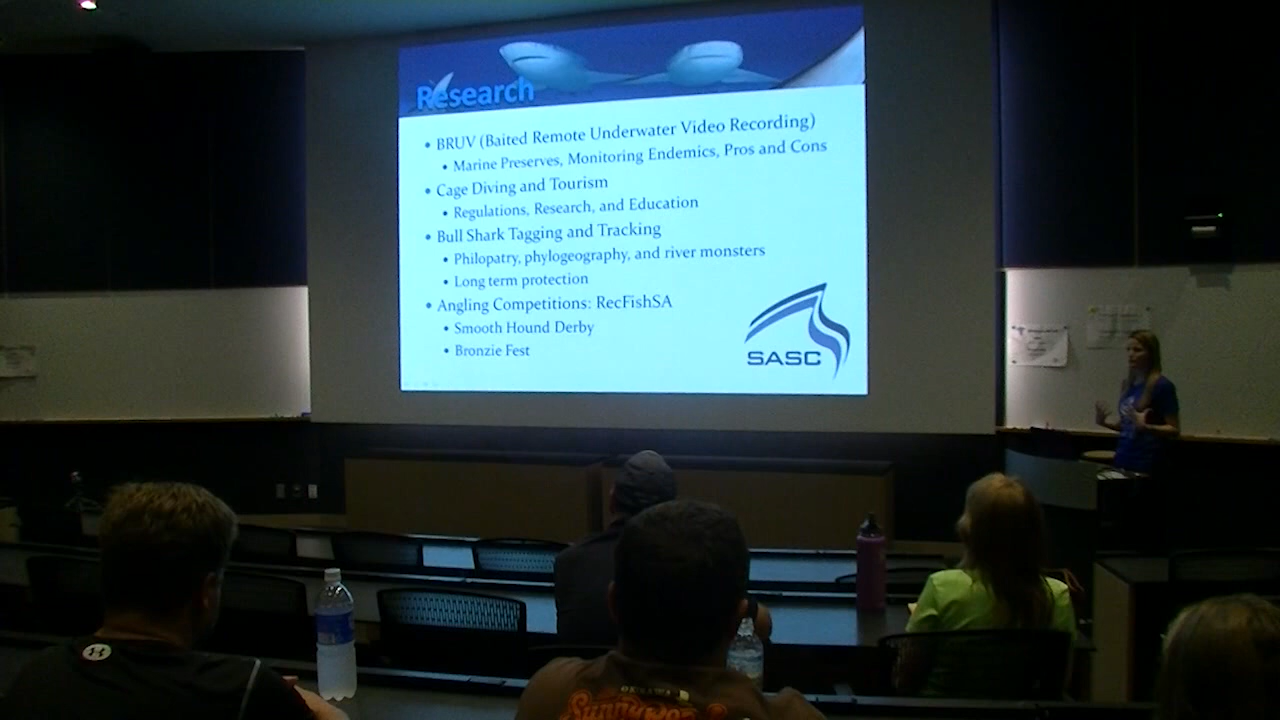 Research
• BRUV (Baited Remote Underwater Video Recording)
• Marine Preserves, Monitoring Endemics, Pros and Cons
• Cage Diving and Tourism
• Regulations, Research, and Education
• Bull Shark Tagging and Tracking
• Philopatry, phylogeography, and river monsters
• Long term protection
• Angling Competitions: RecFishSA
• Smooth Hound Derby
• Bronzie Fest
SASC
OKINAWA